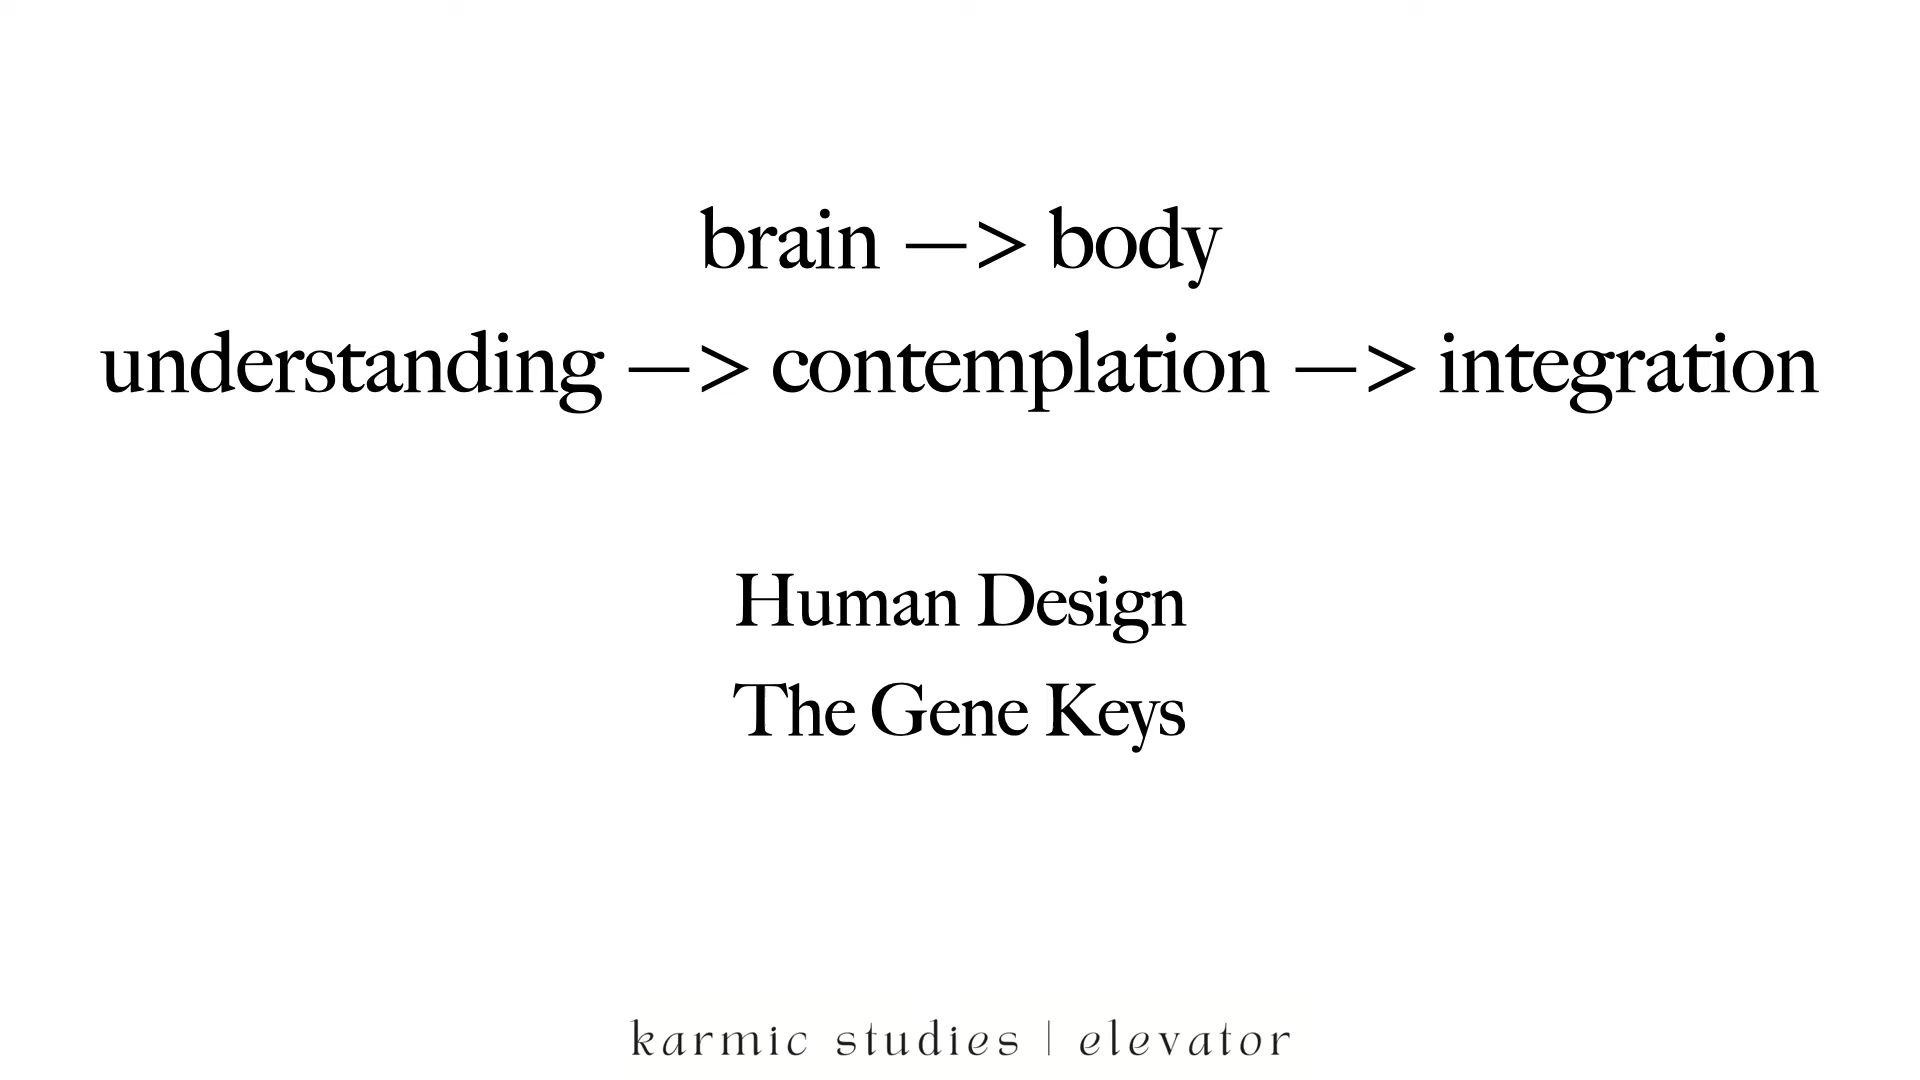 brain —> body
understanding —> contemplation —> integration
Human Design
The Gene Keys
karmic studies | elevator